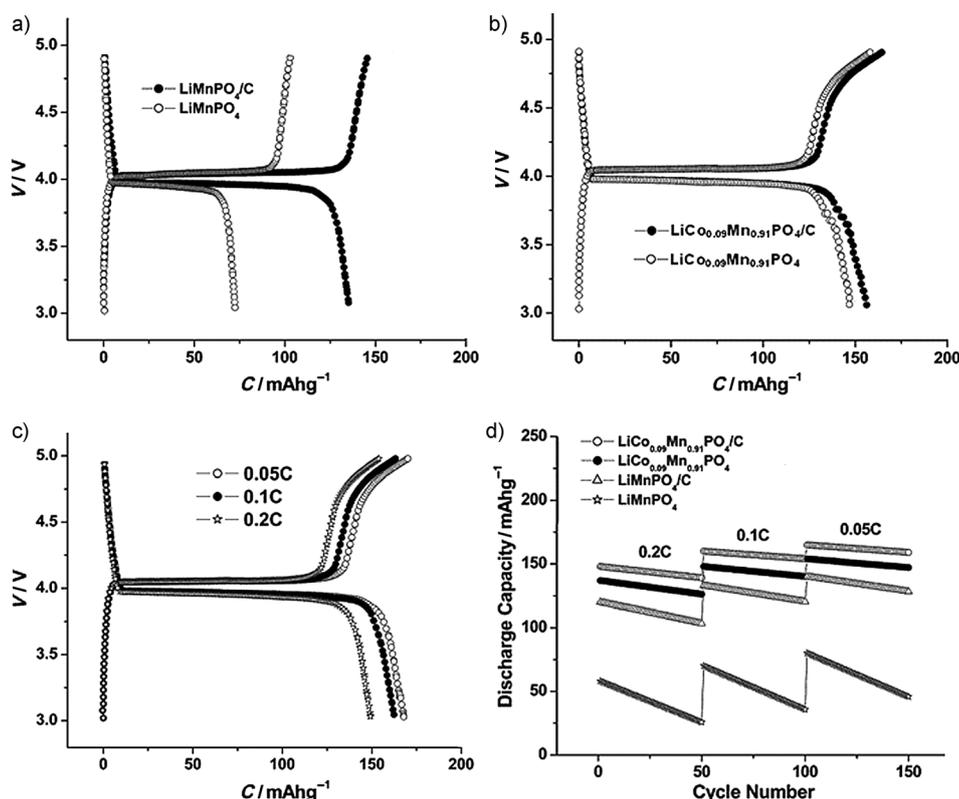 a)
5.0
4.5
4.0
3.5
3.0
V / V
LiMnPO₄/C
LiMnPO₄
0 50 100 150 200
C / mAhg⁻¹
b)
5.0
4.5
4.0
3.5
3.0
V / V
LiCo₀.₀₉Mn₀.₉₁PO₄/C
LiCo₀.₀₉Mn₀.₉₁PO₄
0 50 100 150 200
C / mAhg⁻¹
c)
5.0
4.5
4.0
3.5
3.0
V / V
0.05C
0.1C
0.2C
0 50 100 150 200
C / mAhg⁻¹
d)
250
200
150
100
50
0
Discharge Capacity / mAhg⁻¹
LiCo₀.₀₉Mn₀.₉₁PO₄/C
LiCo₀.₀₉Mn₀.₉₁PO₄
LiMnPO₄/C
LiMnPO₄
0.2C 0.1C 0.05C
0 50 100 150
Cycle Number